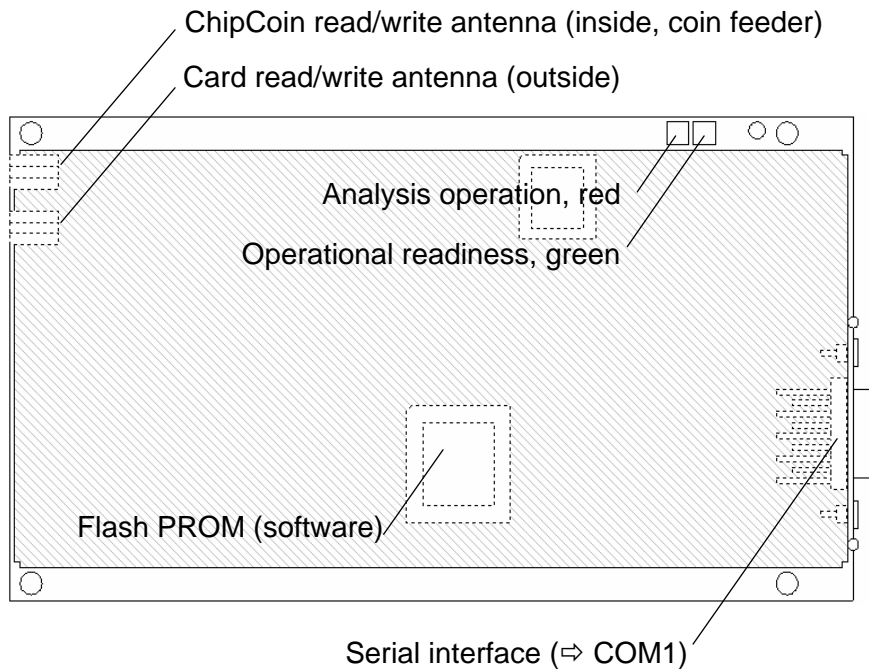 ChipCoin read/write antenna (inside, coin feeder)
Card read/write antenna (outside)
Analysis operation, red
Operational readiness, green
Flash PROM (software)
Serial interface (⇨ COM1)